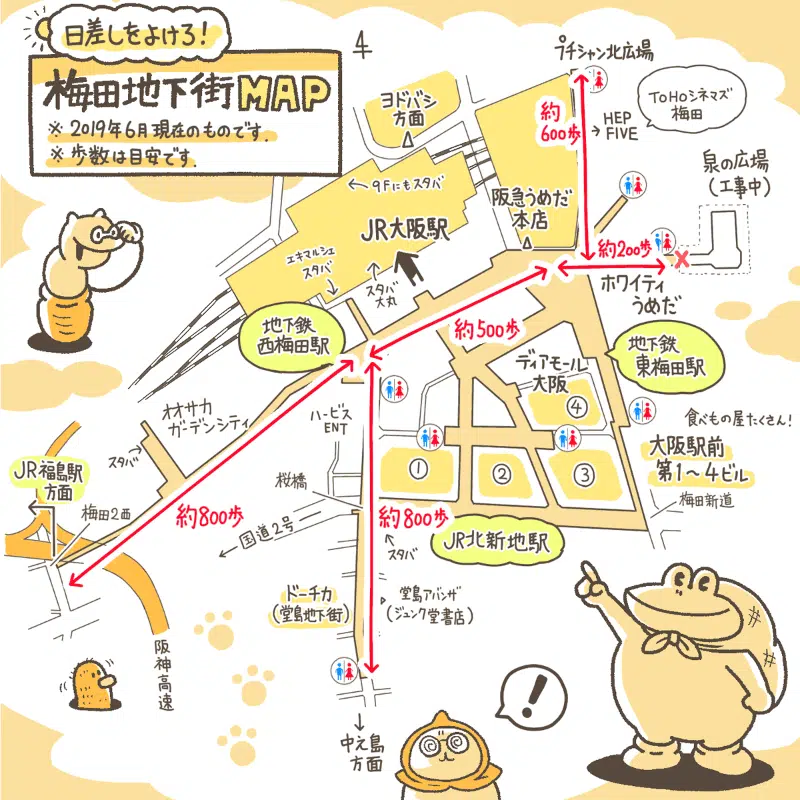 日差しをよけろ!
梅田地下街MAP
※ 2019年6月現在のものです.
※ 歩数は目安です.
プチシャン北広場
ヨドバシ
方面
約
600歩
→ HEP
FIVE
TOHOシネマズ
梅田
泉の広場
(工事中)
←9Fにもスタバ
阪急うめだ
本店
JR大阪駅
エキマルシェ
スタバ
スタバ
大丸
約200歩
ホワイティ
うめだ
地下鉄
西梅田駅
約500歩
地下鉄
東梅田駅
ディアモール
大阪
④
オオサカ
ガーデンシティ
スタバ
ハービス
ENT
食べもの屋たくさん!
大阪駅前
第1〜4ビル
①
②
③
JR福島駅
方面
梅田2西
桜橋
梅田新道
約800歩
約800歩
国道2号
スタバ
JR北新地駅
ドーチカ
(堂島地下街)
堂島アバンザ
(ジュンク堂書店)
阪神高速
中之島
方面
!